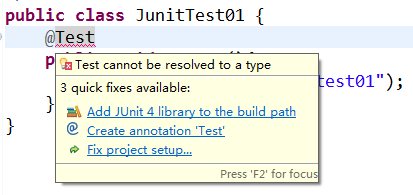 public class JunitTest01 {
@Test
Test cannot be resolved to a type
3 quick fixes available:
test01");
Add JUnit 4 library to the build path
}
Create annotation 'Test'
}
Fix project setup...
Press 'F2' for focus